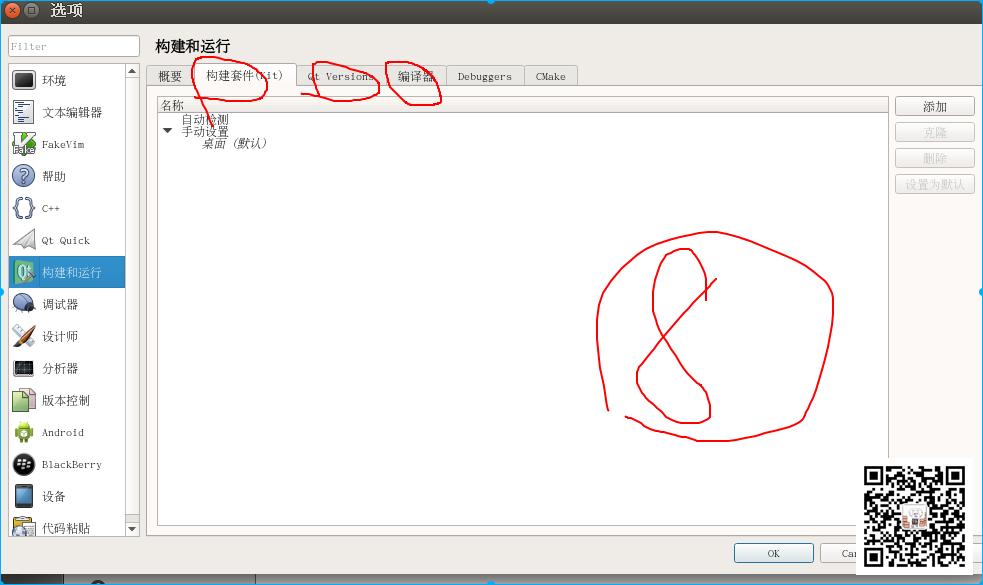 选项
Filter
环境
文本编辑器
FakeVim
帮助
C++
Qt Quick
构建和运行
调试器
设计师
分析器
版本控制
Android
BlackBerry
设备
代码粘贴
构建和运行
概要 构建套件(Kit) Qt Versions 编译器 Debuggers CMake
名称
自动检测
手动设置
桌面 (默认)
8
添加
克隆
删除
设置为默认
OK